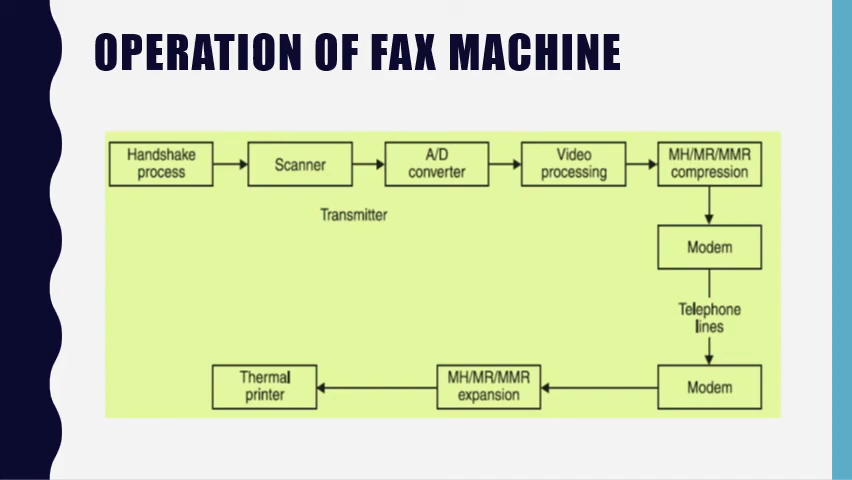 OPERATION OF FAX MACHINE
Handshake
process
Scanner
A/D
converter
Video
processing
MH/MR/MMR
compression
Transmitter
Modem
Telephone
lines
Thermal
printer
MH/MR/MMR
expansion
Modem